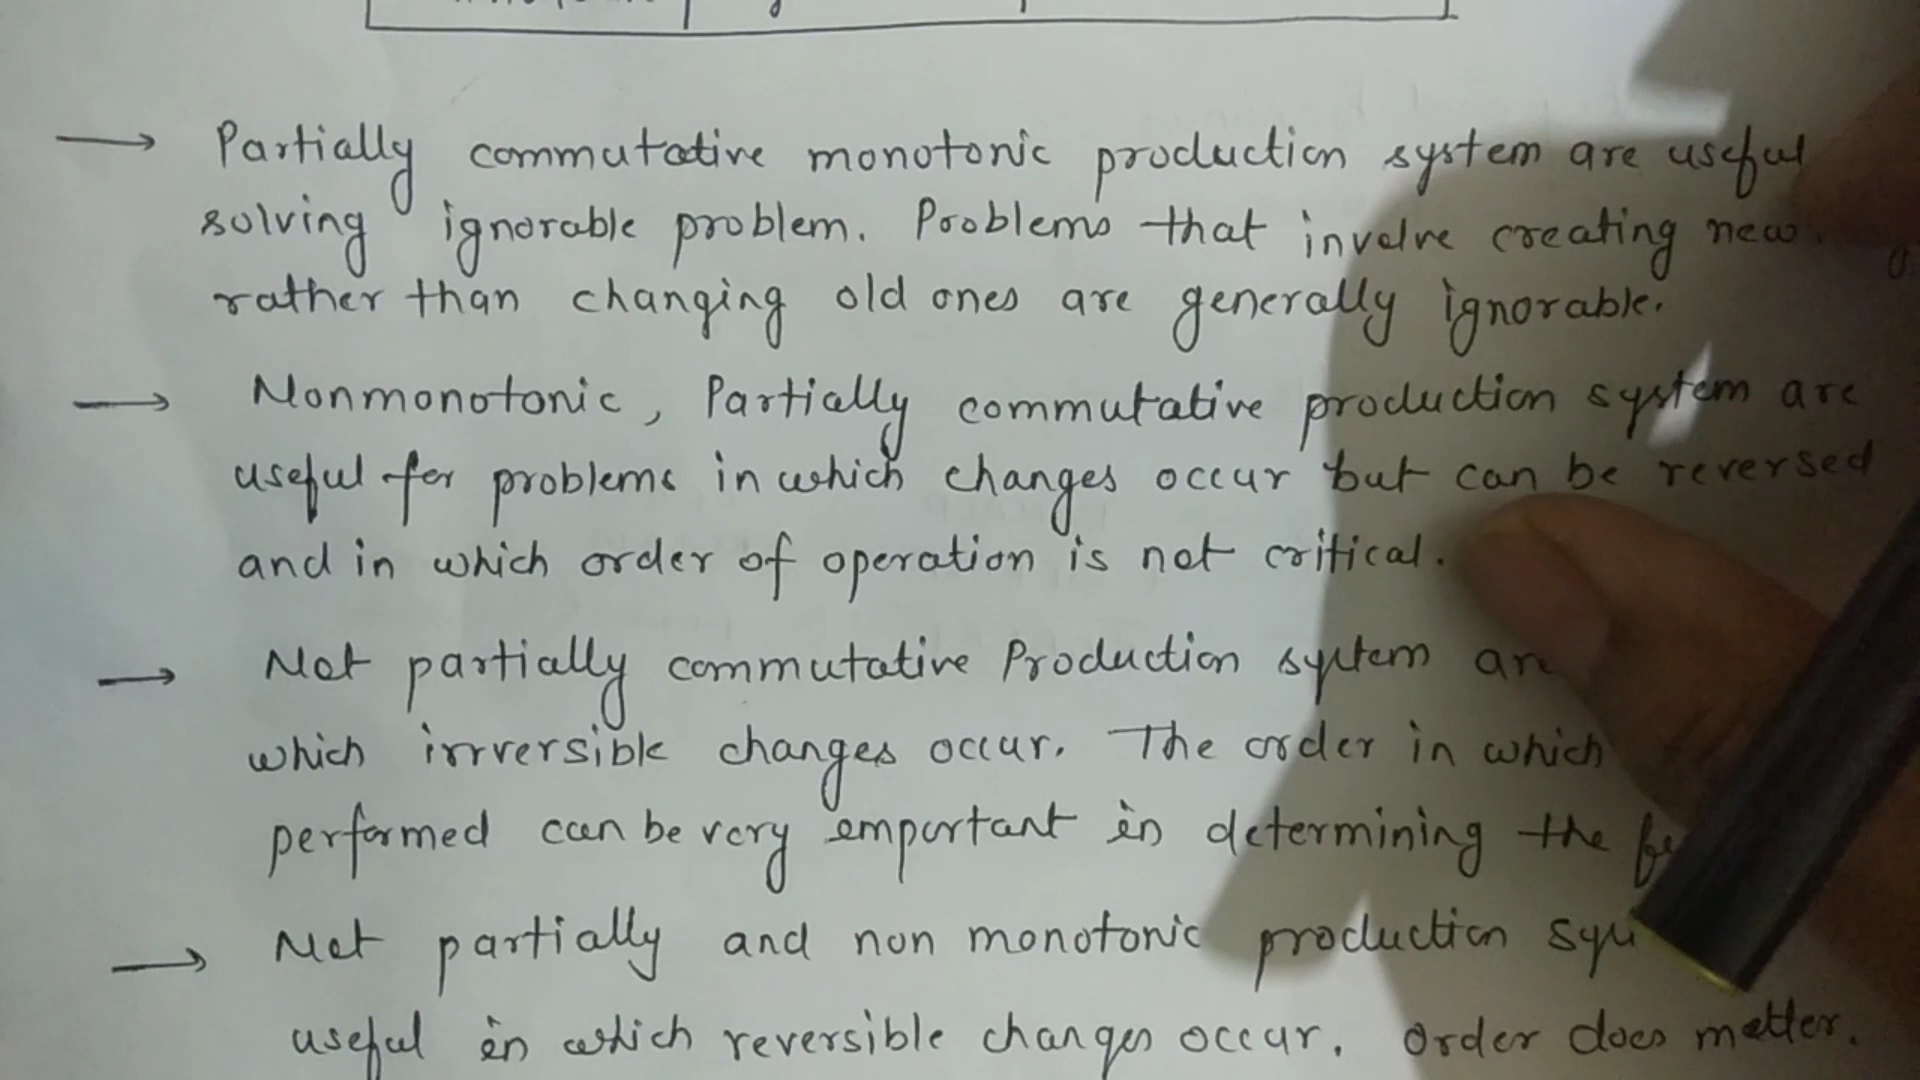 → Partially commutative monotonic production system are useful
solving ignorable problem. Problems that involve creating new
rather than changing old ones are generally ignorable.
→ Nonmonotonic, Partially commutative production system are
useful for problems in which changes occur but can be reversed
and in which order of operation is not critical.
→ Not partially commutative Production system are
which irrversible changes occur. The order in which
performed can be very emportant in determining the
→ Not partially and non monotonic production
useful in which reversible changes occur. Order does matter.